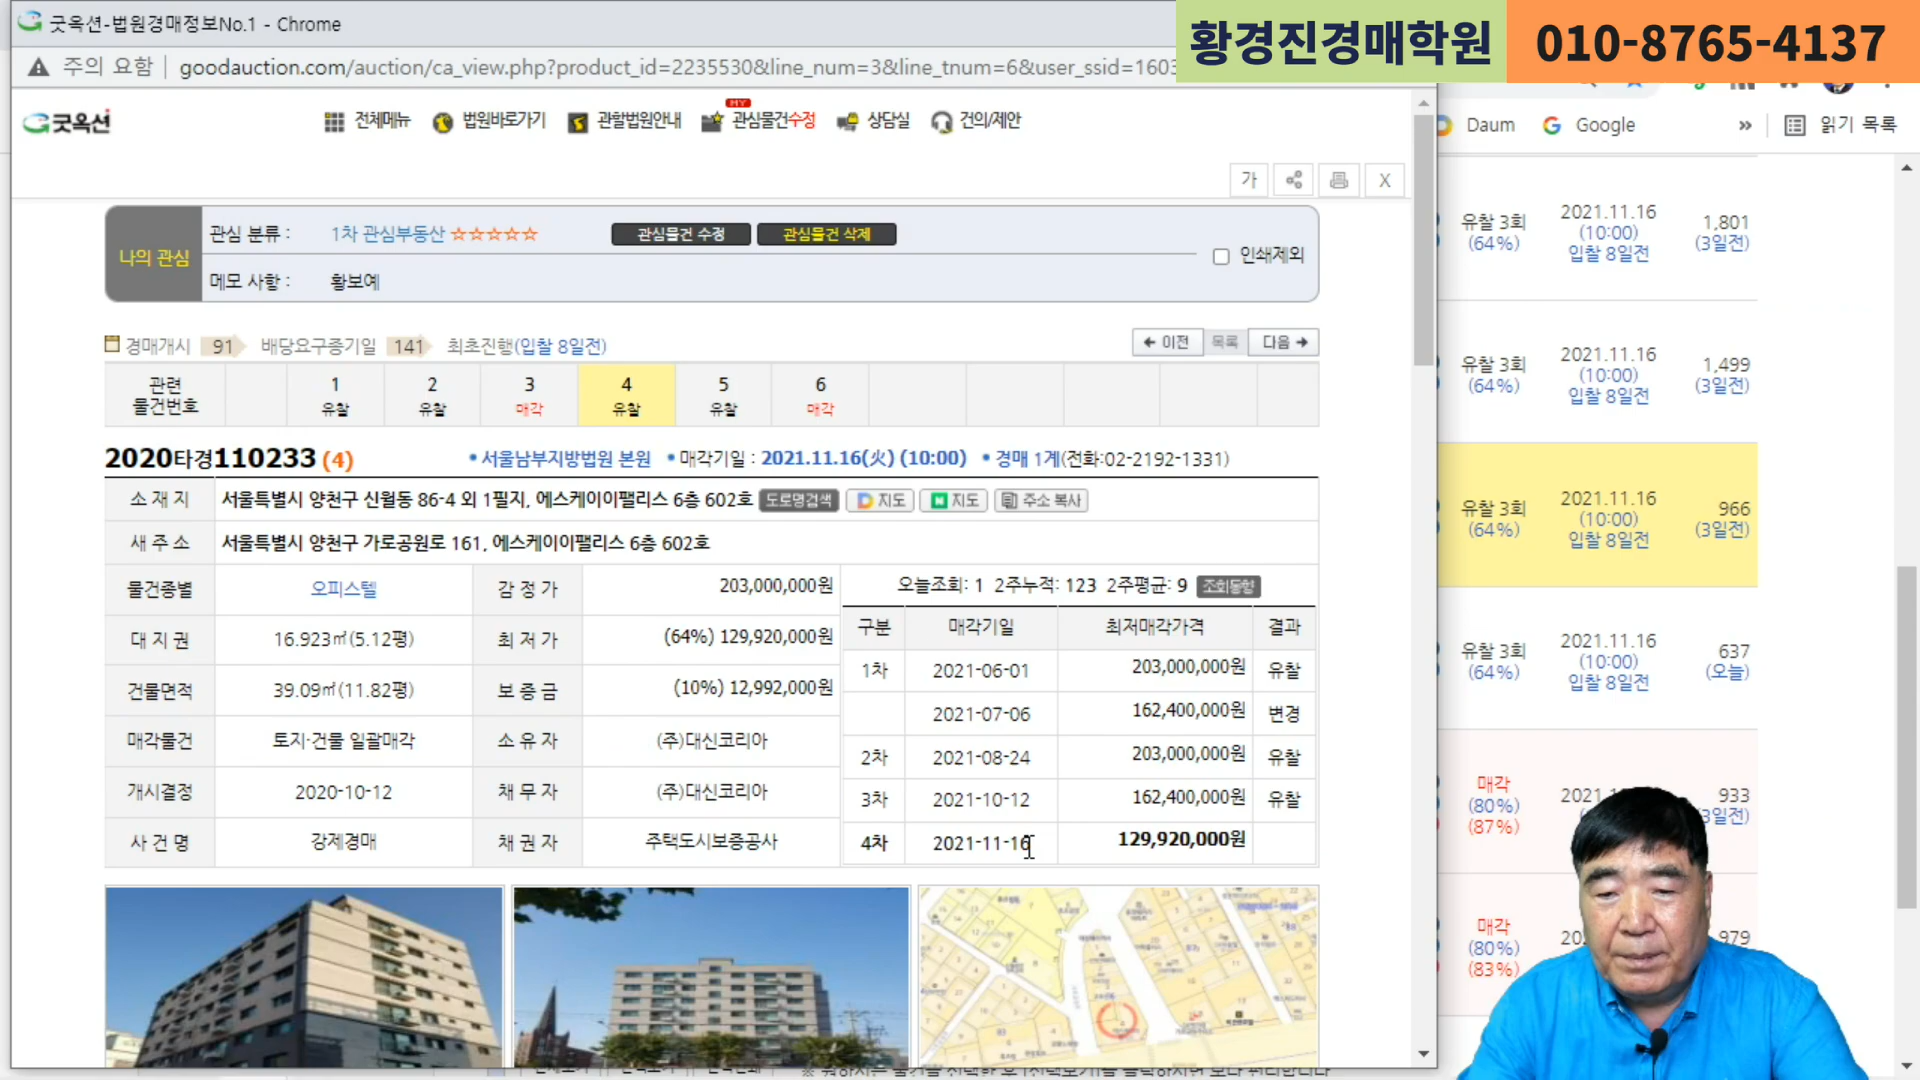 굿옥션-법원경매정보No.1 - Chrome
황경진경매학원 010-8765-4137
주의 요함 goodauction.com/auction/ca_view.php?product_id=2235530&line_num=3&line_tnum=6&user_ssid=1603
굿옥션 전체메뉴 법원바로가기 관할법원안내 MY 관심물건수정 상담실 건의/제안
Daum Google » 읽기 목록
가 X
나의 관심
관심 분류 : 1차 관심부동산 ☆☆☆☆☆ 관심물건 수정 관심물건 삭제
인쇄제외
메모 사항 : 황보예
경매개시 91 배당요구종기일 141 최초진행(입찰 8일전)
← 이전 목록 다음 →
관련 물건번호
1 유찰
2 유찰
3 매각
4 유찰
5 유찰
6 매각
2020타경110233 (4) • 서울남부지방법원 본원 • 매각기일 : 2021.11.16(火) (10:00) • 경매 1계(전화:02-2192-1331)
소 재 지 서울특별시 양천구 신월동 86-4 외 1필지, 에스케이이팰리스 6층 602호 도로명검색 D 지도 N 지도 주소 복사
새 주 소 서울특별시 양천구 가로공원로 161, 에스케이이팰리스 6층 602호
물건종별 오피스텔 감 정 가 203,000,000원
대 지 권 16.923㎡(5.12평) 최 저 가 (64%) 129,920,000원
건물면적 39.09㎡(11.82평) 보 증 금 (10%) 12,992,000원
매각물건 토지·건물 일괄매각 소 유 자 (주)대신코리아
개시결정 2020-10-12 채 무 자 (주)대신코리아
사 건 명 강제경매 채 권 자 주택도시보증공사
오늘조회: 1 2주누적: 123 2주평균: 9 조회동향
구분 매각기일 최저매각가격 결과
1차 2021-06-01 203,000,000원 유찰
2021-07-06 162,400,000원 변경
2차 2021-08-24 203,000,000원 유찰
3차 2021-10-12 162,400,000원 유찰
4차 2021-11-16 129,920,000원
유찰 3회 (64%) 2021.11.16 (10:00) 입찰 8일전 1,801 (3일전)
유찰 3회 (64%) 2021.11.16 (10:00) 입찰 8일전 1,499 (3일전)
유찰 3회 (64%) 2021.11.16 (10:00) 입찰 8일전 966 (3일전)
유찰 3회 (64%) 2021.11.16 (10:00) 입찰 8일전 637 (오늘)
매각 (80%) (87%) 2021 933 3일전)
매각 (80%) (83%) 20 979